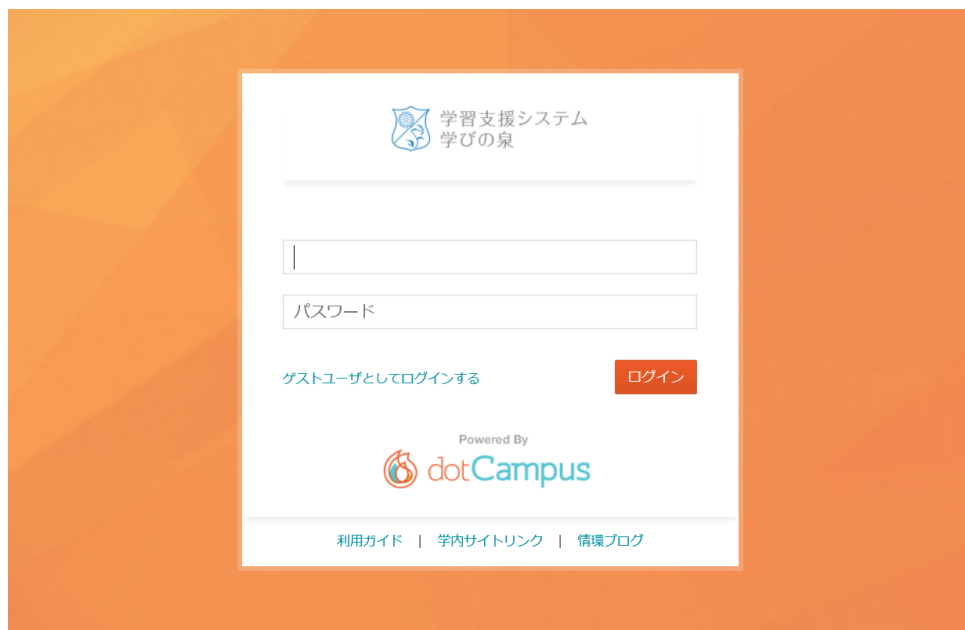 学習支援システム
学びの泉
パスワード
ゲストユーザとしてログインする ログイン
Powered By
dotCampus
利用ガイド | 学内サイトリンク | 情環ブログ